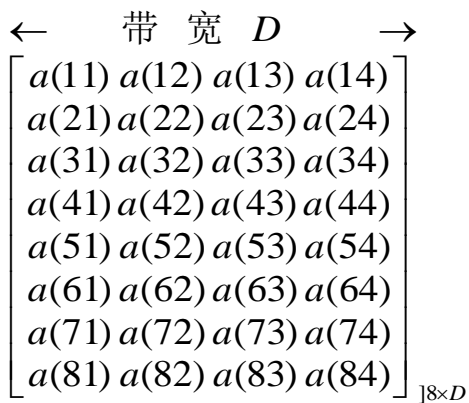 ← 带 宽 D →
a(11) a(12) a(13) a(14)
a(21) a(22) a(23) a(24)
a(31) a(32) a(33) a(34)
a(41) a(42) a(43) a(44)
a(51) a(52) a(53) a(54)
a(61) a(62) a(63) a(64)
a(71) a(72) a(73) a(74)
a(81) a(82) a(83) a(84)
]8×D